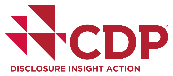 CDP
DISCLOSURE INSIGHT ACTION